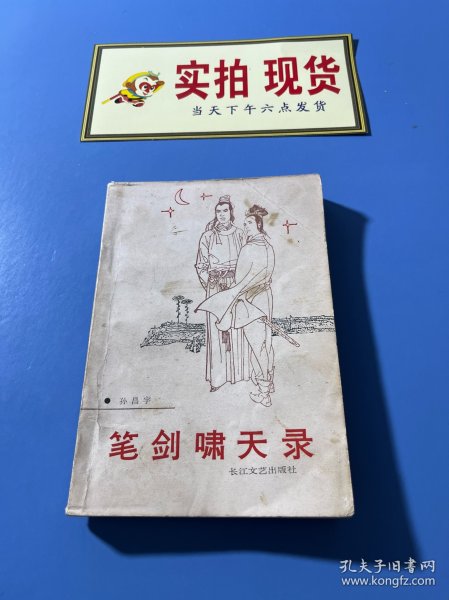 实拍 现货
当天下午六点发货
孙昌宇
笔剑啸天录
长江文艺出版社
孔夫子旧书网
www.kongfz.com